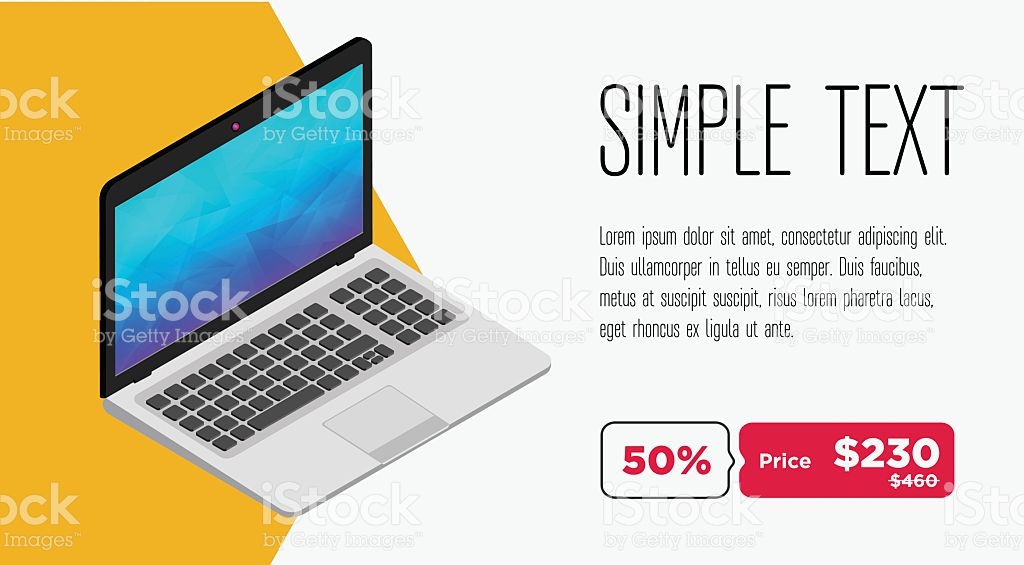 SIMPLE TEXT
Lorem ipsum dolor sit amet, consectetur adipiscing elit.
Duis ullamcorper in tellus eu semper. Duis faucibus,
metus at suscipit suscipit, risus lorem pharetra lacus,
eget rhoncus ex ligula ut ante.
50%
Price $230
$460
iStock
by Getty Images™